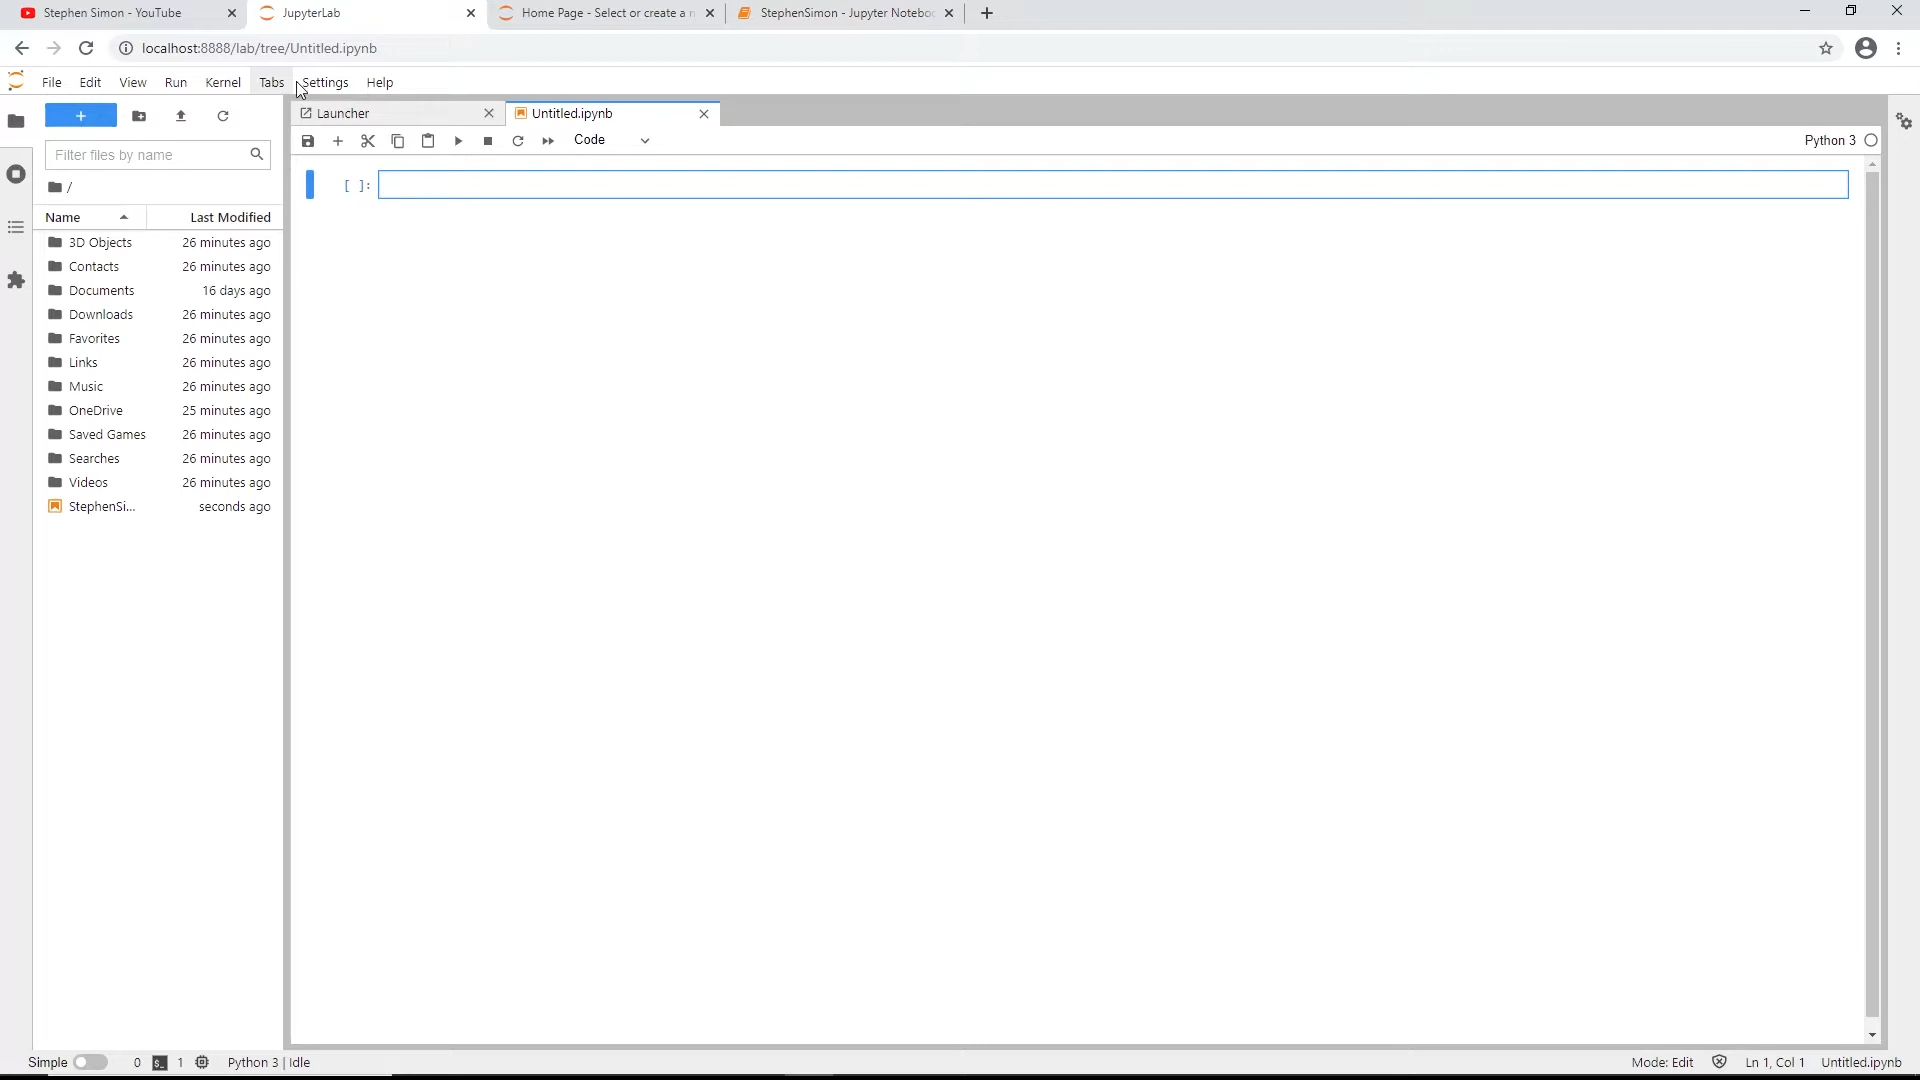 Stephen Simon - YouTube
JupyterLab
Home Page - Select or create a n
StephenSimon - Jupyter Notebo
localhost:8888/lab/tree/Untitled.ipynb
File Edit View Run Kernel Tabs Settings Help
Launcher
Untitled.ipynb
Filter files by name
Code
Python 3
/
[ ]:
Name Last Modified
3D Objects 26 minutes ago
Contacts 26 minutes ago
Documents 16 days ago
Downloads 26 minutes ago
Favorites 26 minutes ago
Links 26 minutes ago
Music 26 minutes ago
OneDrive 25 minutes ago
Saved Games 26 minutes ago
Searches 26 minutes ago
Videos 26 minutes ago
StephenSi... seconds ago
Simple 0 $_ 1 Python 3 | Idle
Mode: Edit Ln 1, Col 1 Untitled.ipynb